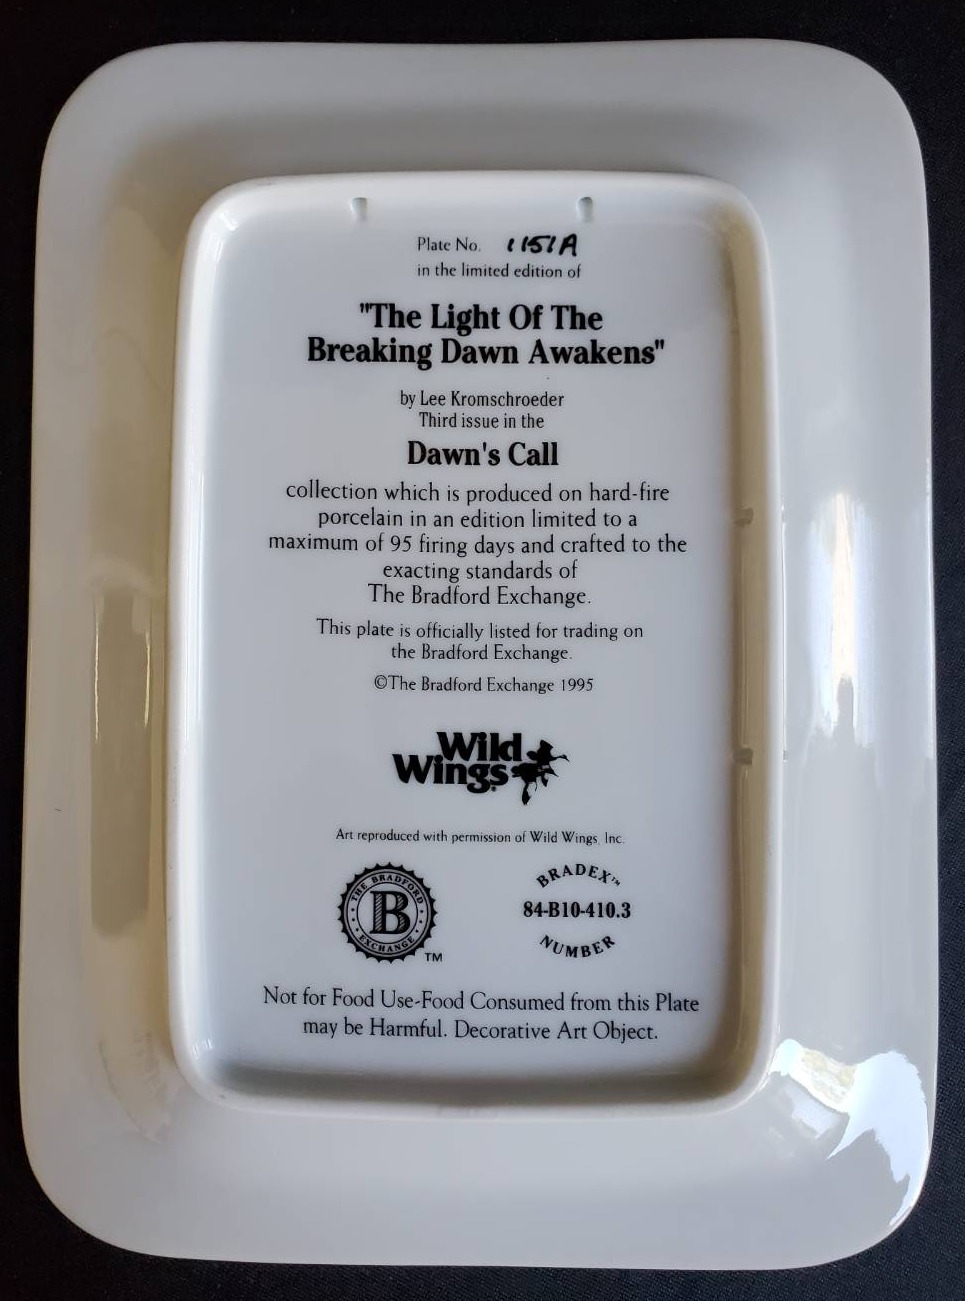 Plate No. 1151A
in the limited edition of
"The Light Of The
Breaking Dawn Awakens"
by Lee Kromschroeder
Third issue in the
Dawn's Call
collection which is produced on hard-fire
porcelain in an edition limited to a
maximum of 95 firing days and crafted to the
exacting standards of
The Bradford Exchange.
This plate is officially listed for trading on
the Bradford Exchange.
©The Bradford Exchange 1995
Wild
Wings®
Art reproduced with permission of Wild Wings, Inc.
THE BRADFORD
B
EXCHANGE
TM
BRADEX™
84-B10-410.3
NUMBER
Not for Food Use-Food Consumed from this Plate
may be Harmful. Decorative Art Object.